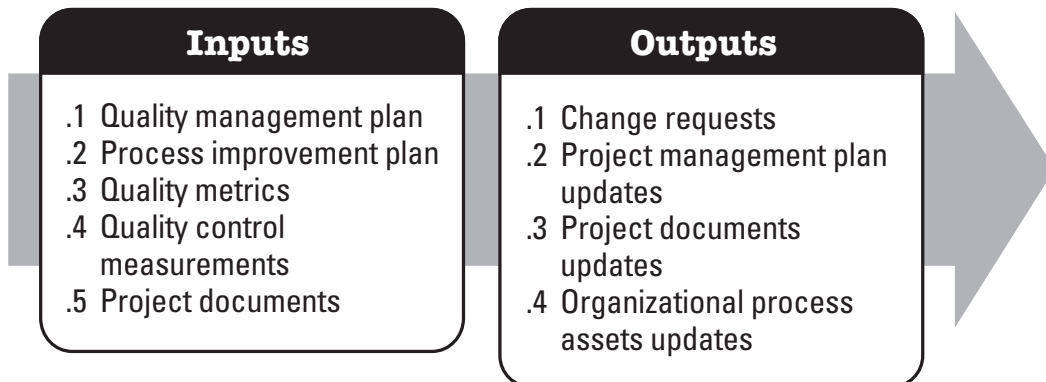 Inputs
.1 Quality management plan
.2 Process improvement plan
.3 Quality metrics
.4 Quality control
measurements
.5 Project documents
Outputs
.1 Change requests
.2 Project management plan
updates
.3 Project documents
updates
.4 Organizational process
assets updates